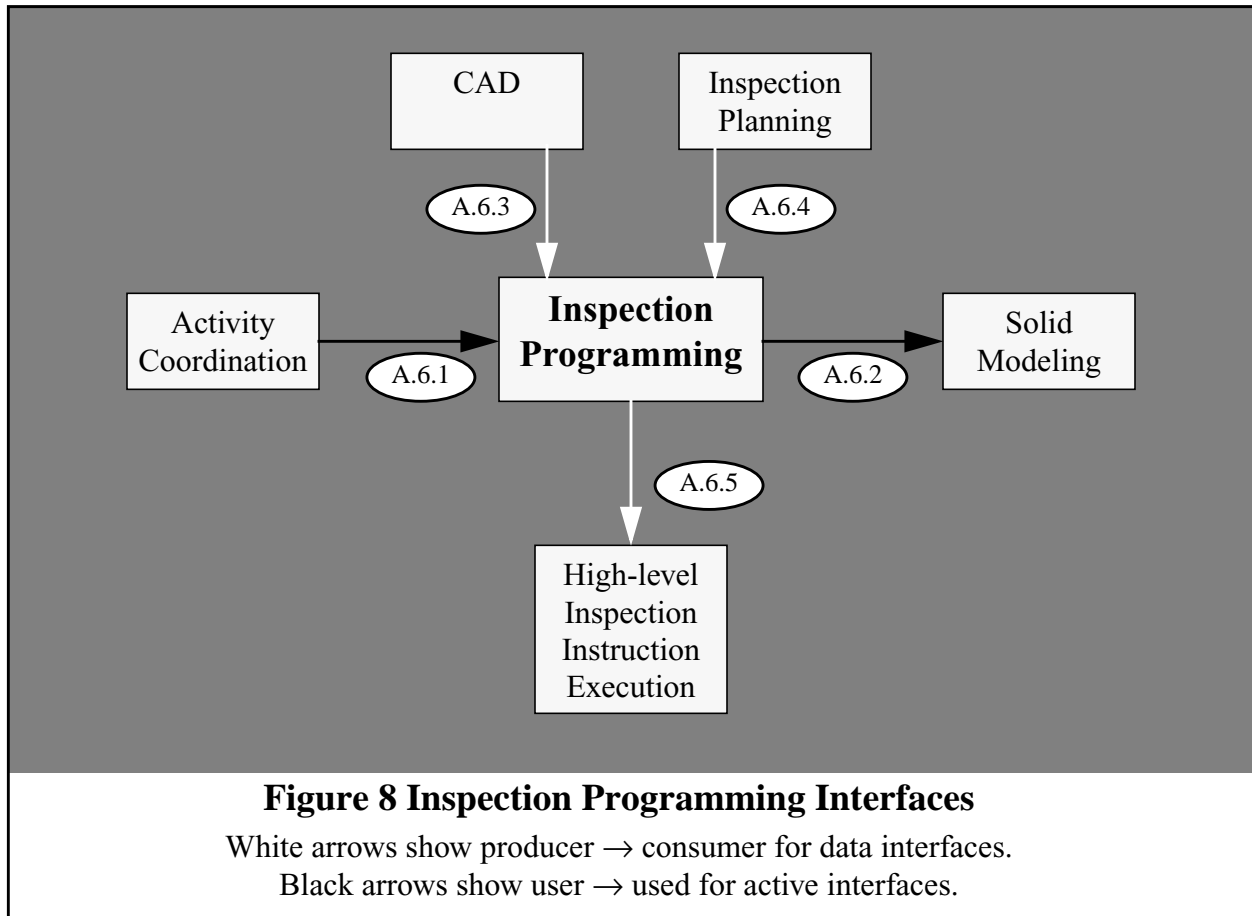 CAD
Inspection
Planning
A.6.3
A.6.4
Activity
Coordination
A.6.1
Inspection
Programming
A.6.2
Solid
Modeling
A.6.5
High-level
Inspection
Instruction
Execution
Figure 8 Inspection Programming Interfaces
White arrows show producer → consumer for data interfaces.
Black arrows show user → used for active interfaces.